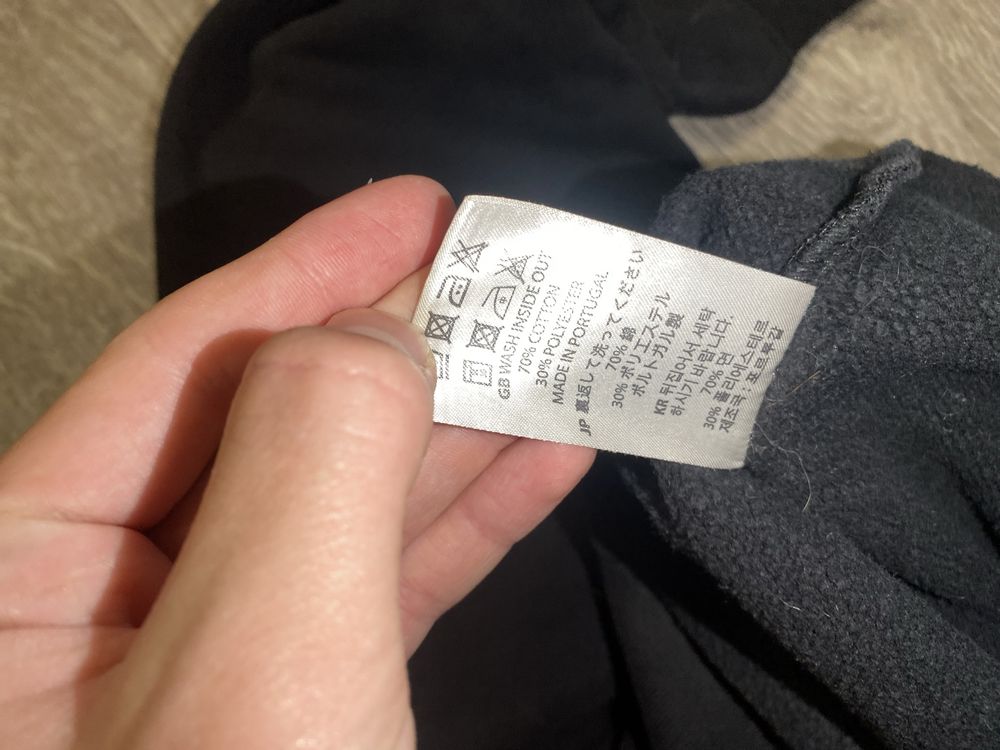 GB WASH INSIDE OUT
70% COTTON
30% POLYESTER
MADE IN PORTUGAL
JP 裏返して洗ってください
70% 綿
30% ポリエステル
ポルトガル製
KR 뒤집어서 세탁
하시기 바랍니다.
70% 면
30% 폴리에스테르
제조국 : 포르투갈